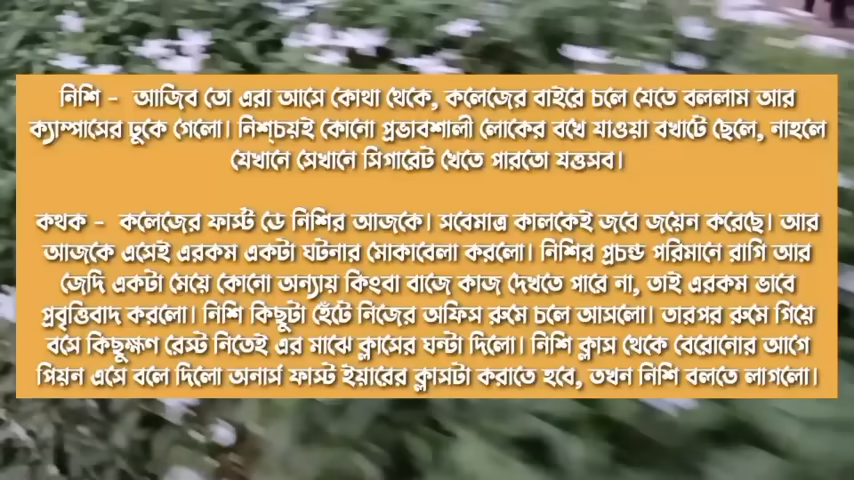 নিশি - আজিব তো এরা আসে কোথা থেকে, কলেজের বাইরে চলে যেতে বললাম আর
ক্যাম্পাসের ঢুকে গেলো। নিশ্চয়ই কোনো প্রভাবশালী লোকের বখে যাওয়া বখাটে ছেলে, নাহলে
যেখানে সেখানে সিগারেট খেতে পারতো যত্তসব।
কথক - কলেজের ফার্স্ট ডে নিশির আজকে। সবেমাত্র কালকেই জবে জয়েন করেছে। আর
আজকে এসেই এরকম একটা ঘটনার মোকাবেলা করলো। নিশির প্রচন্ড পরিমানে রাগি আর
জেদি একটা মেয়ে কোনো অন্যায় কিংবা বাজে কাজ দেখতে পারে না, তাই এরকম ভাবে
প্রবৃত্তিবাদ করলো। নিশি কিছুটা হেঁটে নিজের অফিস রুমে চলে আসলো। তারপর রুমে গিয়ে
বসে কিছুক্ষণ রেস্ট নিতেই এর মাঝে ক্লাসের ঘন্টা দিলো। নিশি ক্লাস থেকে বেরোনোর আগে
পিয়ন এসে বলে দিলো অনার্স ফাস্ট ইয়ারের ক্লাসটা করাতে হবে, তখন নিশি বলতে লাগলো।